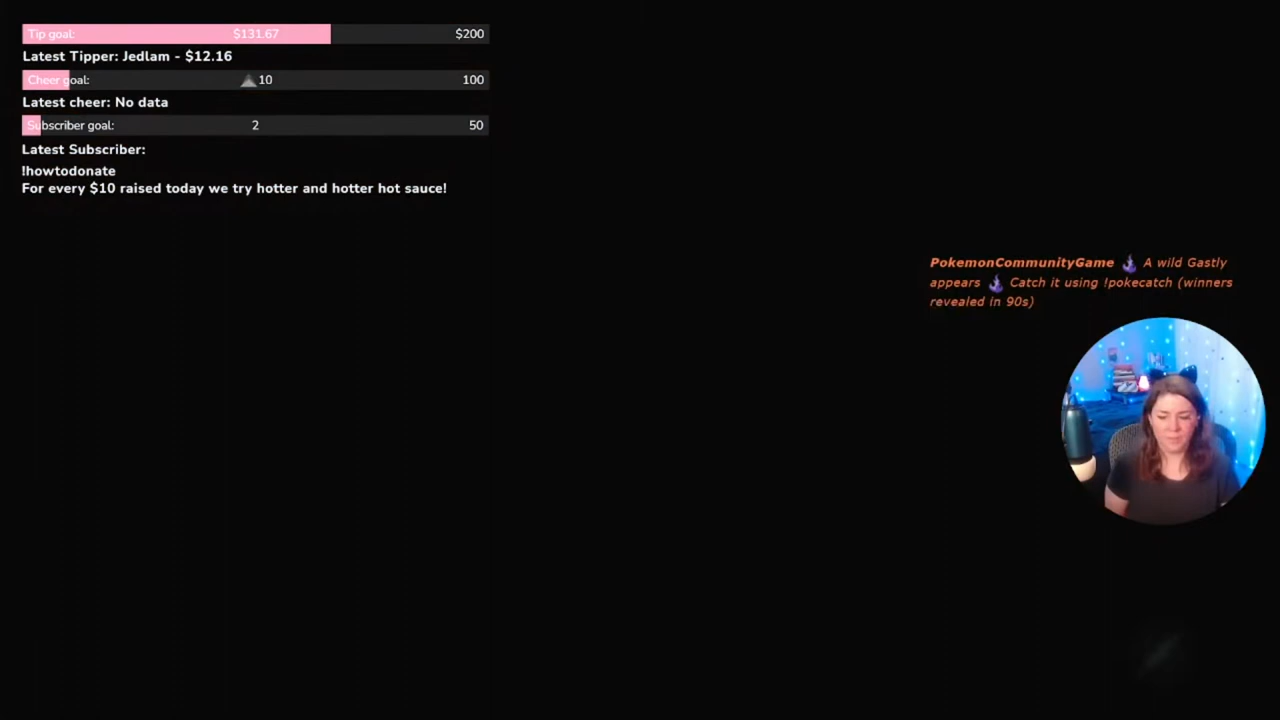 Tip goal: $131.67 $200
Latest Tipper: Jedlam - $12.16
Cheer goal: 10 100
Latest cheer: No data
Subscriber goal: 2 50
Latest Subscriber:
!howtodonate
For every $10 raised today we try hotter and hotter hot sauce!
PokemonCommunityGame A wild Gastly
appears Catch it using !pokecatch (winners
revealed in 90s)